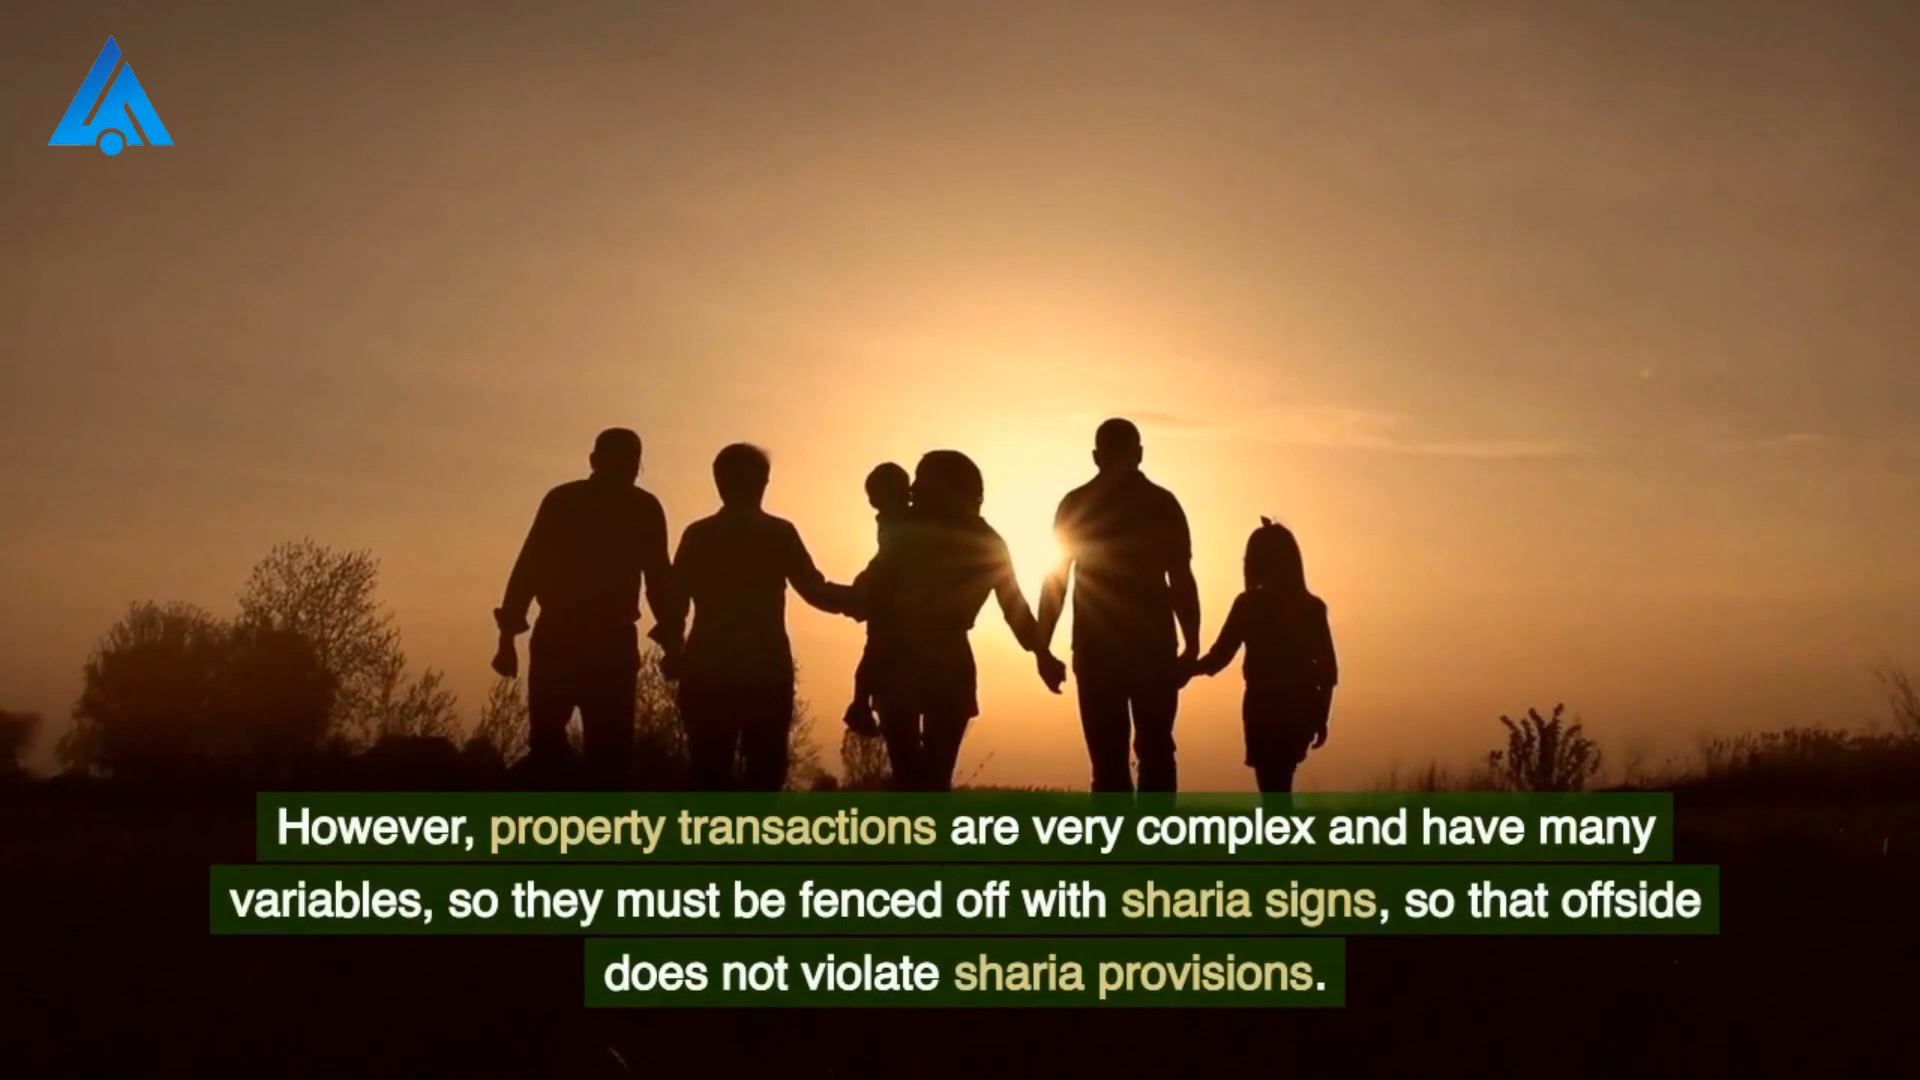 However, property transactions are very complex and have many
variables, so they must be fenced off with sharia signs, so that offside
does not violate sharia provisions.